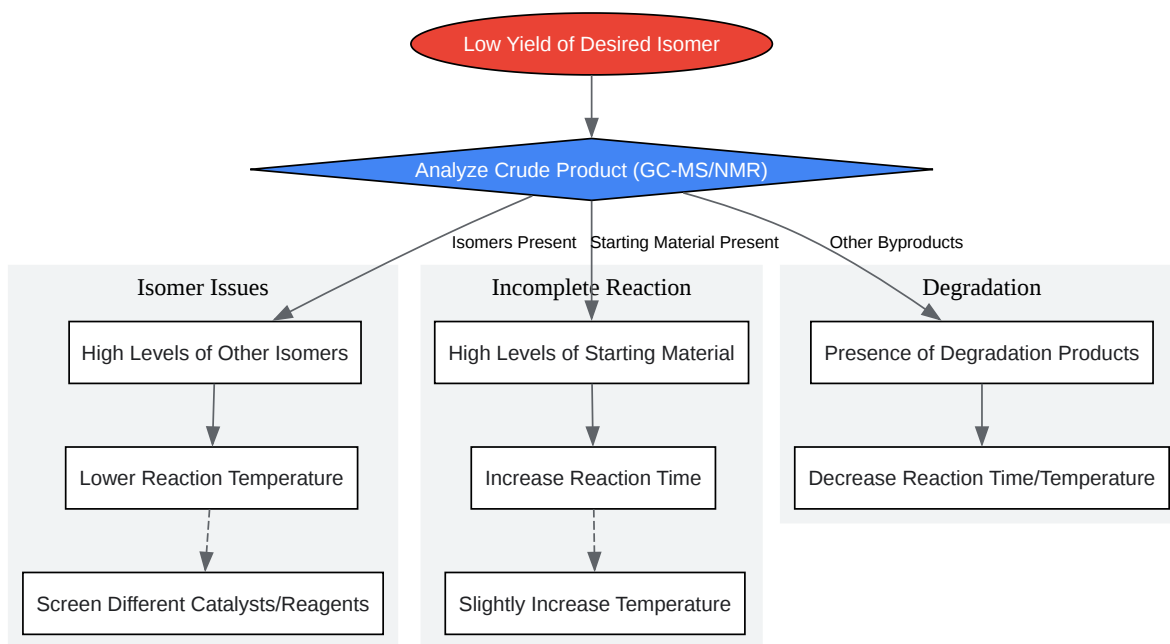 Low Yield of Desired Isomer
Analyze Crude Product (GC-MS/NMR)
Isomers Present
Starting Material Present
Other Byproducts
Isomer Issues
Incomplete Reaction
Degradation
High Levels of Other Isomers
High Levels of Starting Material
Presence of Degradation Products
Lower Reaction Temperature
Increase Reaction Time
Decrease Reaction Time/Temperature
Screen Different Catalysts/Reagents
Slightly Increase Temperature